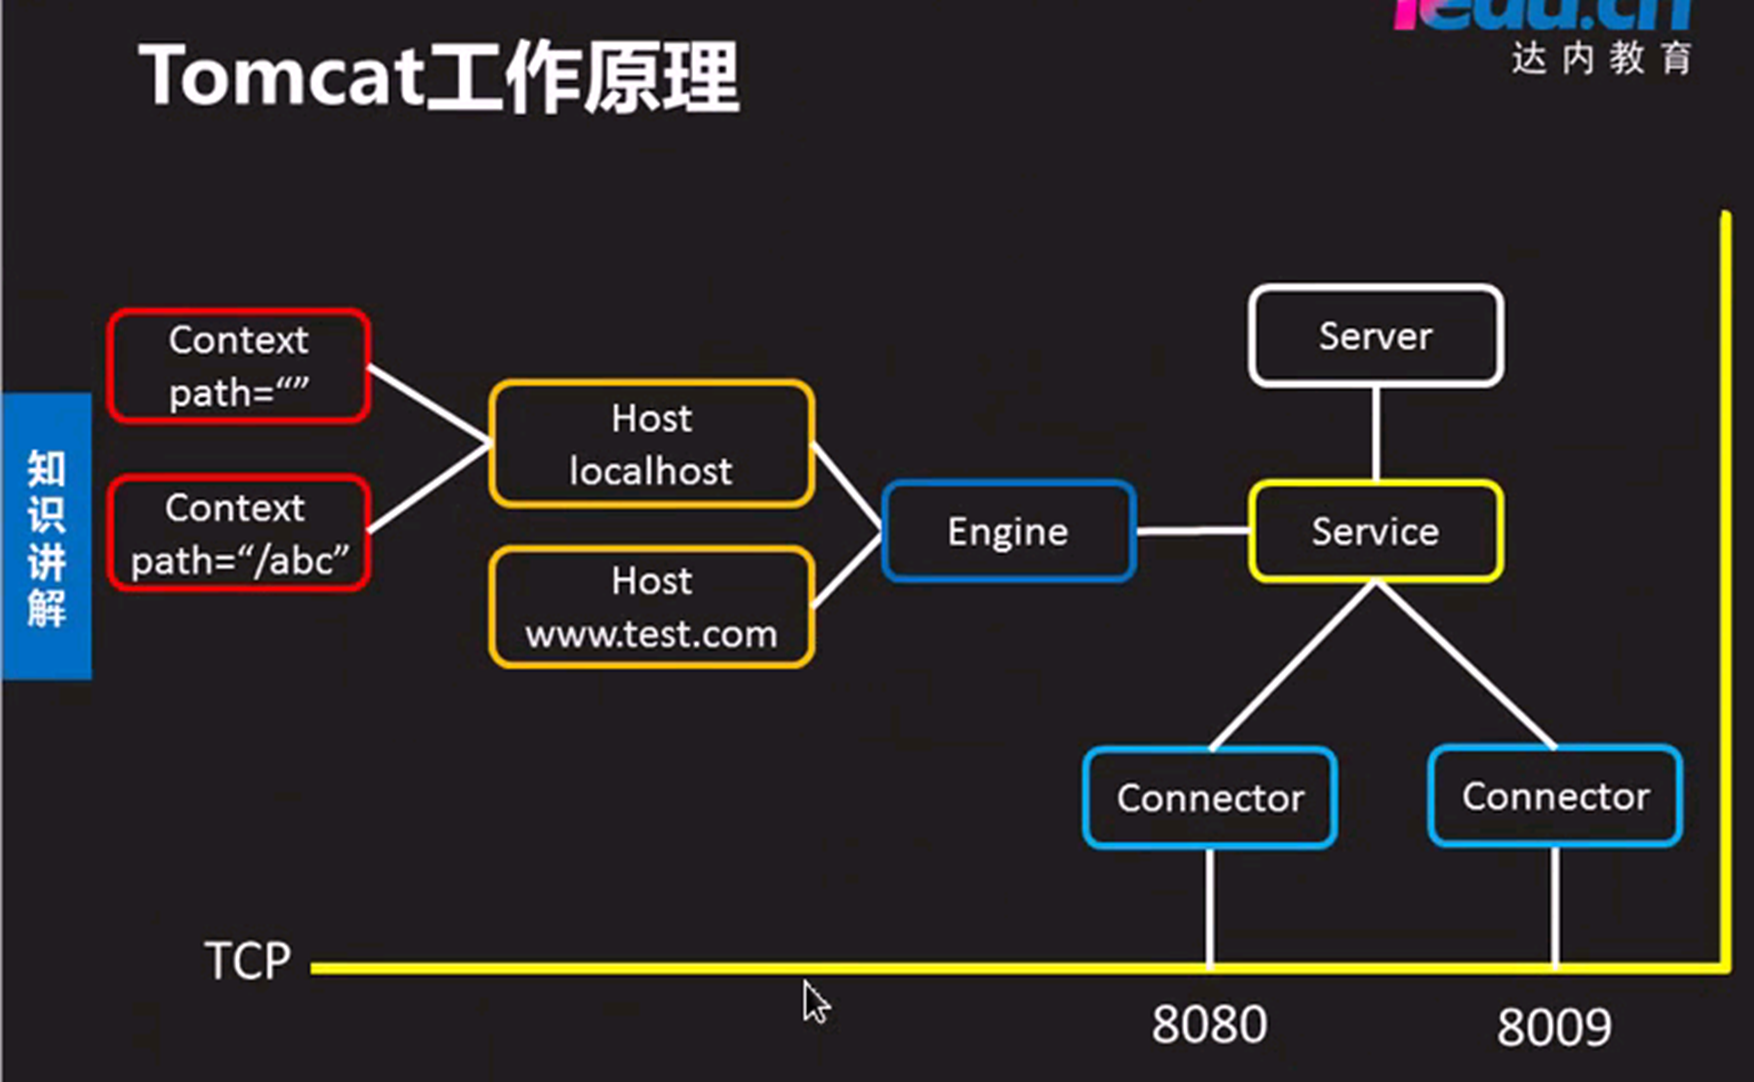 Tomcat工作原理
达内教育
知识讲解
Context
path=“”
Context
path=“/abc”
Host
localhost
Host
www.test.com
Engine
Server
Service
Connector
Connector
TCP
8080
8009